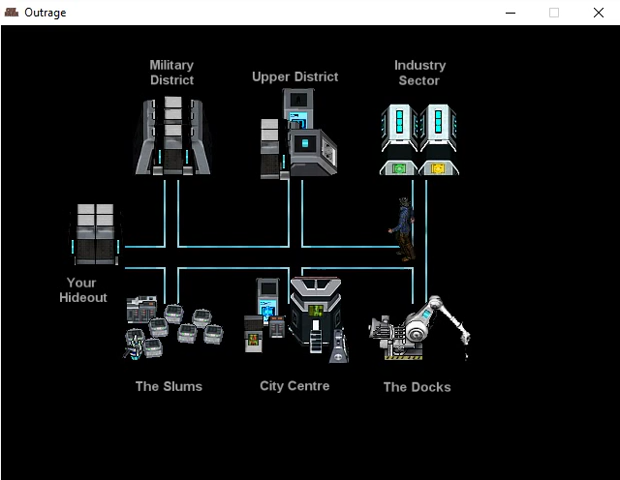 Outrage
Military
District
Upper District
Industry
Sector
Your
Hideout
The Slums
City Centre
The Docks